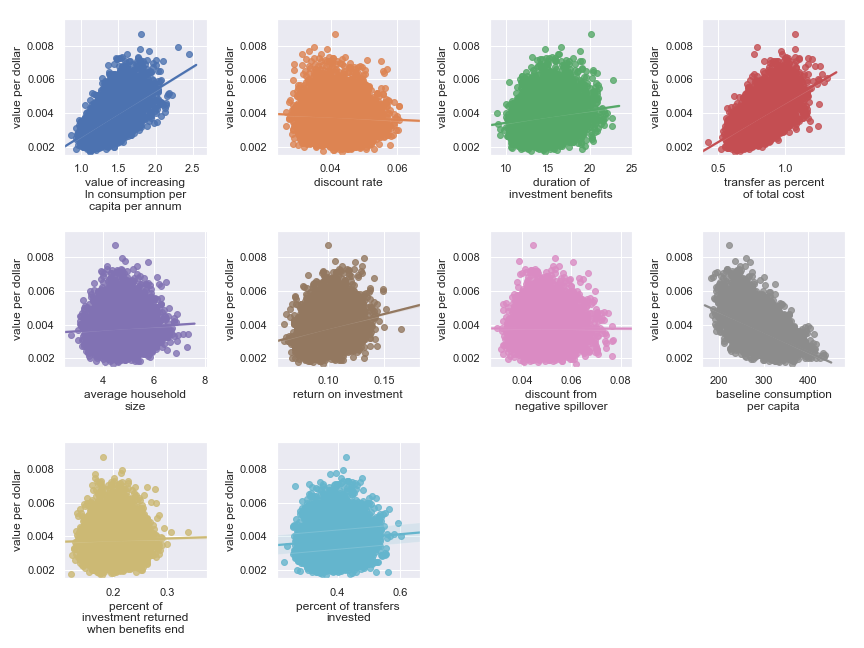 value per dollar
0.008
0.006
0.004
0.002
1.0 1.5 2.0 2.5
value of increasing
ln consumption per
capita per annum
value per dollar
0.008
0.006
0.004
0.002
0.04 0.06
discount rate
value per dollar
0.008
0.006
0.004
0.002
10 15 20 25
duration of
investment benefits
value per dollar
0.008
0.006
0.004
0.002
0.5 1.0
transfer as percent
of total cost
value per dollar
0.008
0.006
0.004
0.002
4 6 8
average household
size
value per dollar
0.008
0.006
0.004
0.002
0.10 0.15
return on investment
value per dollar
0.008
0.006
0.004
0.002
0.04 0.06 0.08
discount from
negative spillover
value per dollar
0.008
0.006
0.004
0.002
200 300 400
baseline consumption
per capita
value per dollar
0.008
0.006
0.004
0.002
0.2 0.3
percent of
investment returned
when benefits end
value per dollar
0.008
0.006
0.004
0.002
0.4 0.6
percent of transfers
invested